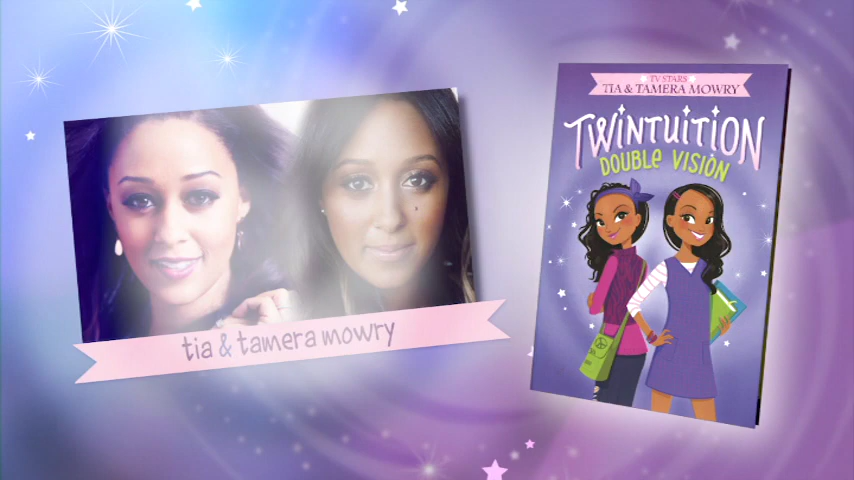 tia & tamera mowry
TV STARS
TIA & TAMERA MOWRY
TWINTUITION
DOUBLE VISION